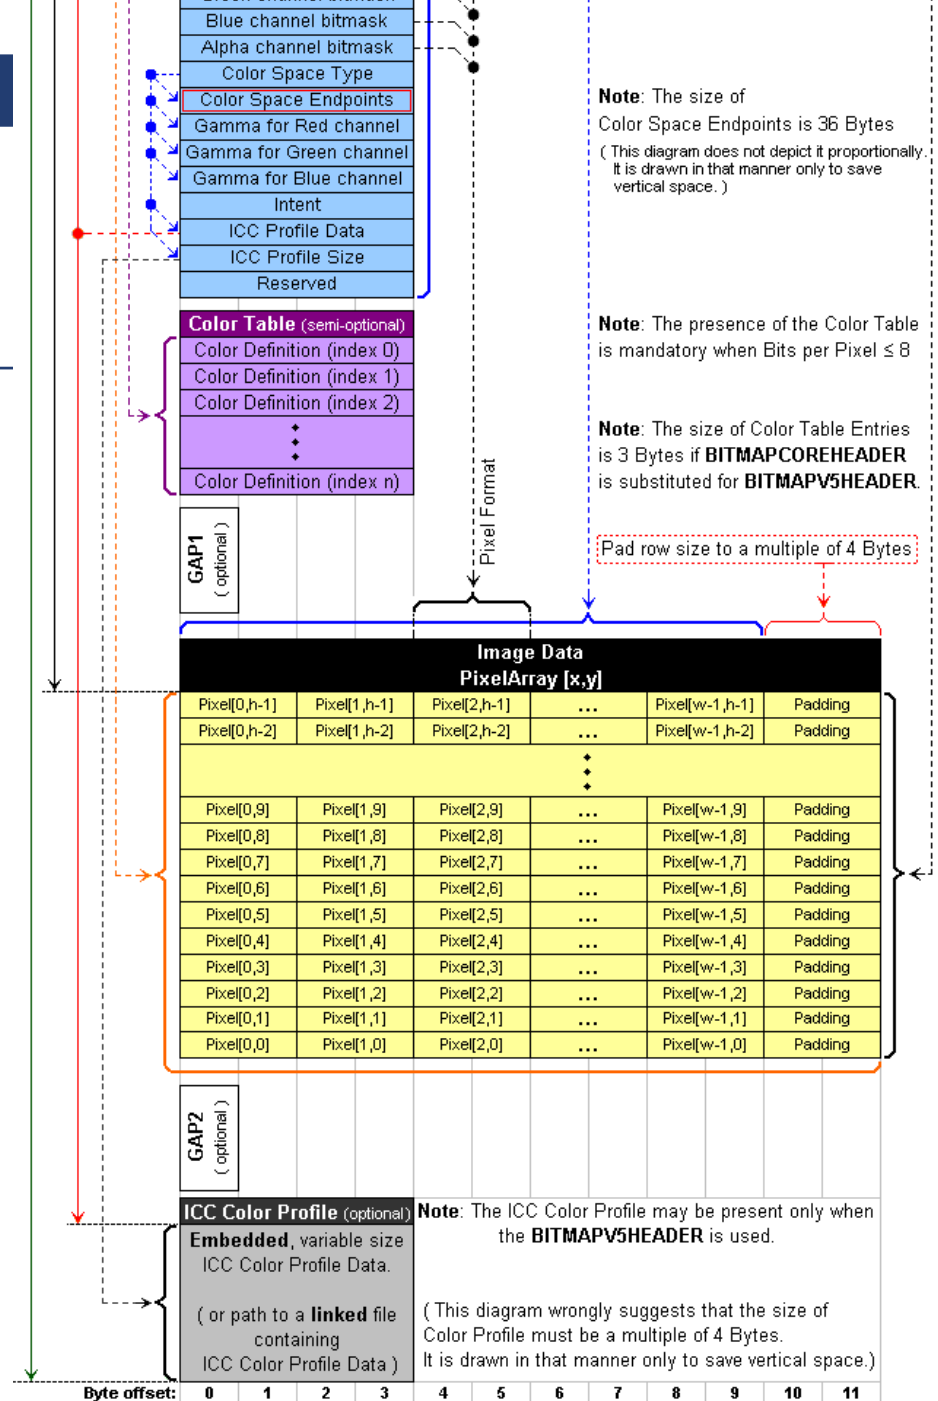 Blue channel bitmask
Alpha channel bitmask
Color Space Type
Color Space Endpoints
Gamma for Red channel
Gamma for Green channel
Gamma for Blue channel
Intent
ICC Profile Data
ICC Profile Size
Reserved
Note: The size of
Color Space Endpoints is 36 Bytes
( This diagram does not depict it proportionally.
It is drawn in that manner only to save
vertical space. )
Color Table (semi-optional)
Color Definition (index 0)
Color Definition (index 1)
Color Definition (index 2)
Color Definition (index n)
Note: The presence of the Color Table
is mandatory when Bits per Pixel ≤ 8
Note: The size of Color Table Entries
is 3 Bytes if BITMAPCOREHEADER
is substituted for BITMAPV5HEADER.
GAP1
( optional )
Pixel Format
Pad row size to a multiple of 4 Bytes
Image Data
PixelArray [x,y]
Pixel[0,h-1] Pixel[1,h-1] Pixel[2,h-1] ... Pixel[w-1,h-1] Padding
Pixel[0,h-2] Pixel[1,h-2] Pixel[2,h-2] ... Pixel[w-1,h-2] Padding
Pixel[0,9] Pixel[1,9] Pixel[2,9] ... Pixel[w-1,9] Padding
Pixel[0,8] Pixel[1,8] Pixel[2,8] ... Pixel[w-1,8] Padding
Pixel[0,7] Pixel[1,7] Pixel[2,7] ... Pixel[w-1,7] Padding
Pixel[0,6] Pixel[1,6] Pixel[2,6] ... Pixel[w-1,6] Padding
Pixel[0,5] Pixel[1,5] Pixel[2,5] ... Pixel[w-1,5] Padding
Pixel[0,4] Pixel[1,4] Pixel[2,4] ... Pixel[w-1,4] Padding
Pixel[0,3] Pixel[1,3] Pixel[2,3] ... Pixel[w-1,3] Padding
Pixel[0,2] Pixel[1,2] Pixel[2,2] ... Pixel[w-1,2] Padding
Pixel[0,1] Pixel[1,1] Pixel[2,1] ... Pixel[w-1,1] Padding
Pixel[0,0] Pixel[1,0] Pixel[2,0] ... Pixel[w-1,0] Padding
GAP2
( optional )
ICC Color Profile (optional)
Embedded, variable size
ICC Color Profile Data.
( or path to a linked file
containing
ICC Color Profile Data )
Note: The ICC Color Profile may be present only when
the BITMAPV5HEADER is used.
( This diagram wrongly suggests that the size of
Color Profile must be a multiple of 4 Bytes.
It is drawn in that manner only to save vertical space.)
Byte offset: 0 1 2 3 4 5 6 7 8 9 10 11